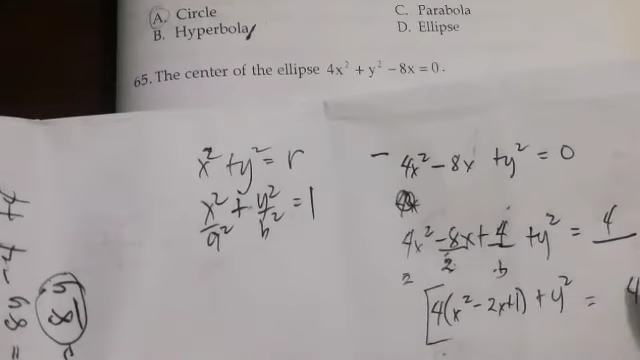 A. Circle
B. Hyperbola
C. Parabola
D. Ellipse
65. The center of the ellipse 4x² + y² − 8x = 0.
x² + y² = r
x²/a² + y²/b² = 1
4x² − 8x + y² = 0
4x² − 8x + 4 + y² = 4
4(x² − 2x + 1) + y² = 4